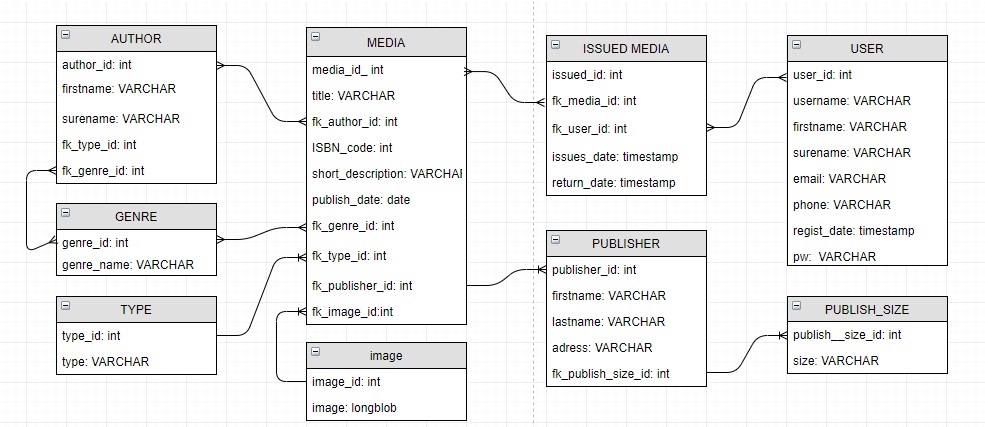 AUTHOR
author_id: int
firstname: VARCHAR
surename: VARCHAR
fk_type_id: int
fk_genre_id: int
GENRE
genre_id: int
genre_name: VARCHAR
TYPE
type_id: int
type: VARCHAR
MEDIA
media_id_ int
title: VARCHAR
fk_author_id: int
ISBN_code: int
short_description: VARCHAI
publish_date: date
fk_genre_id: int
fk_type_id: int
fk_publisher_id: int
fk_image_id:int
image
image_id: int
image: longblob
ISSUED MEDIA
issued_id: int
fk_media_id: int
fk_user_id: int
issues_date: timestamp
return_date: timestamp
PUBLISHER
publisher_id: int
firstname: VARCHAR
lastname: VARCHAR
adress: VARCHAR
fk_publish_size_id: int
USER
user_id: int
username: VARCHAR
firstname: VARCHAR
surename: VARCHAR
email: VARCHAR
phone: VARCHAR
regist_date: timestamp
pw: VARCHAR
PUBLISH_SIZE
publish__size_id: int
size: VARCHAR